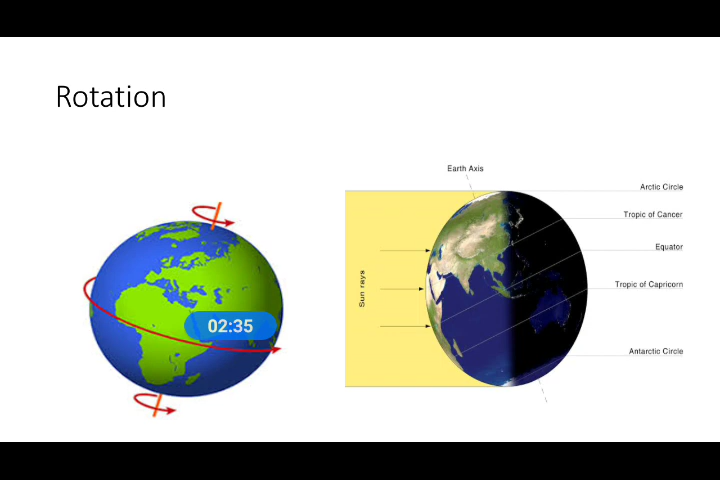 Rotation
02:35
Earth Axis
Sun rays
Arctic Circle
Tropic of Cancer
Equator
Tropic of Capricorn
Antarctic Circle